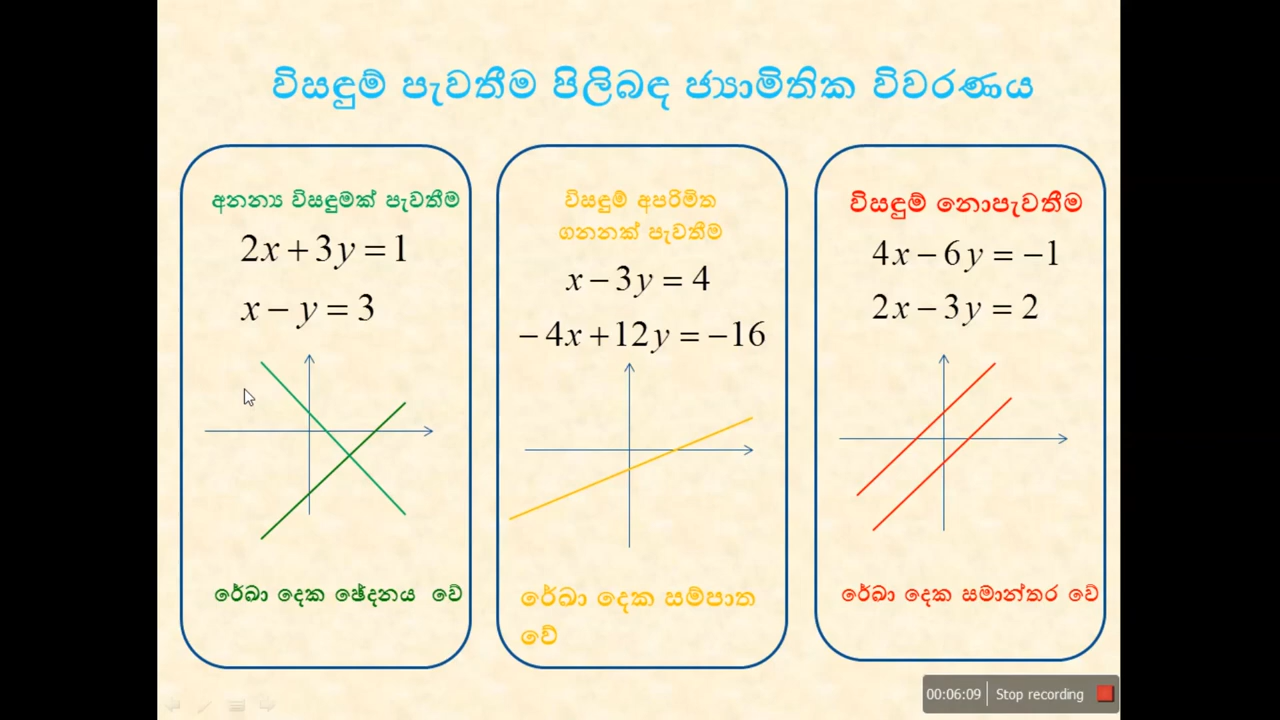 විසඳුම් පැවතීම පිලිබඳ ජ්‍යාමිතික විවරණය
අනන්‍ය විසඳුමක් පැවතීම
2x + 3y = 1
x − y = 3
රේඛා දෙක ඡේදනය වේ
විසඳුම් අපරිමිත
ගනනක් පැවතීම
x − 3y = 4
− 4x + 12y = −16
රේඛා දෙක සම්පාත
වේ
විසඳුම් නොපැවතීම
4x − 6y = −1
2x − 3y = 2
රේඛා දෙක සමාන්තර වේ
00:06:09 Stop recording